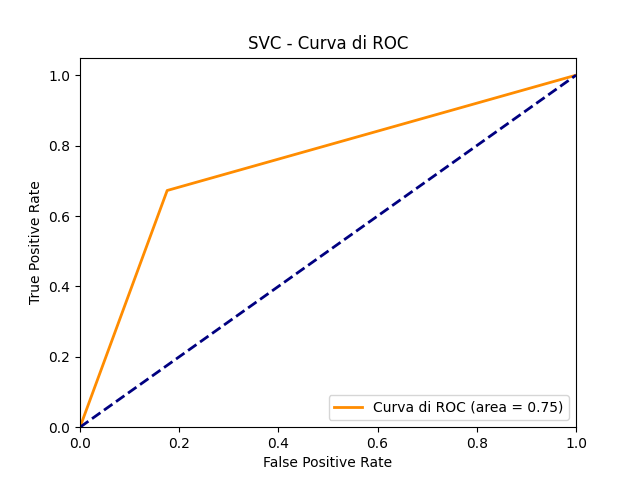 SVC - Curva di ROC
1.0
0.8
0.6
0.4
0.2
0.0
True Positive Rate
0.0 0.2 0.4 0.6 0.8 1.0
False Positive Rate
Curva di ROC (area = 0.75)